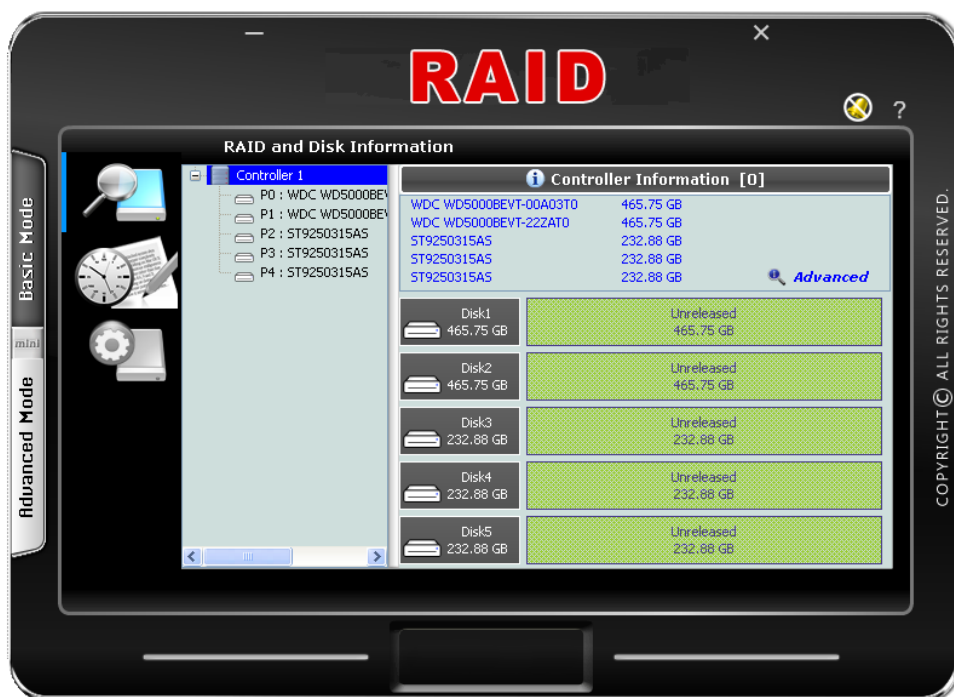 RAID
?
RAID and Disk Information
Basic Mode
mini
Advanced Mode
Controller 1
P0 : WDC WD5000BEV
P1 : WDC WD5000BEV
P2 : ST9250315AS
P3 : ST9250315AS
P4 : ST9250315AS
Controller Information [0]
WDC WD5000BEVT-00A03T0 465.75 GB
WDC WD5000BEVT-22ZAT0 465.75 GB
ST9250315AS 232.88 GB
ST9250315AS 232.88 GB
ST9250315AS 232.88 GB
Advanced
Disk1
465.75 GB
Unreleased
465.75 GB
Disk2
465.75 GB
Unreleased
465.75 GB
Disk3
232.88 GB
Unreleased
232.88 GB
Disk4
232.88 GB
Unreleased
232.88 GB
Disk5
232.88 GB
Unreleased
232.88 GB
COPYRIGHT© ALL RIGHTS RESERVED.